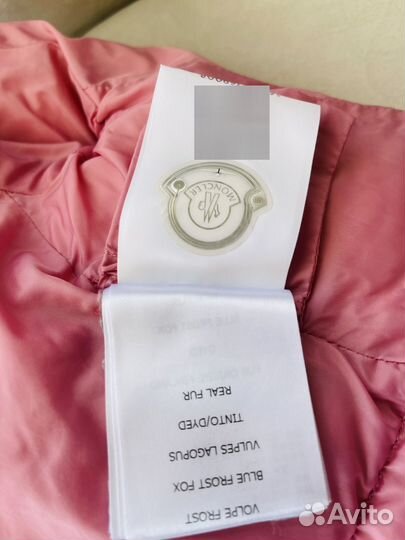 VOLPE FROST
BLUE FROST FOX
VULPES LAGOPUS
TINTO/DYED
REAL FUR
MONCLER
Avito